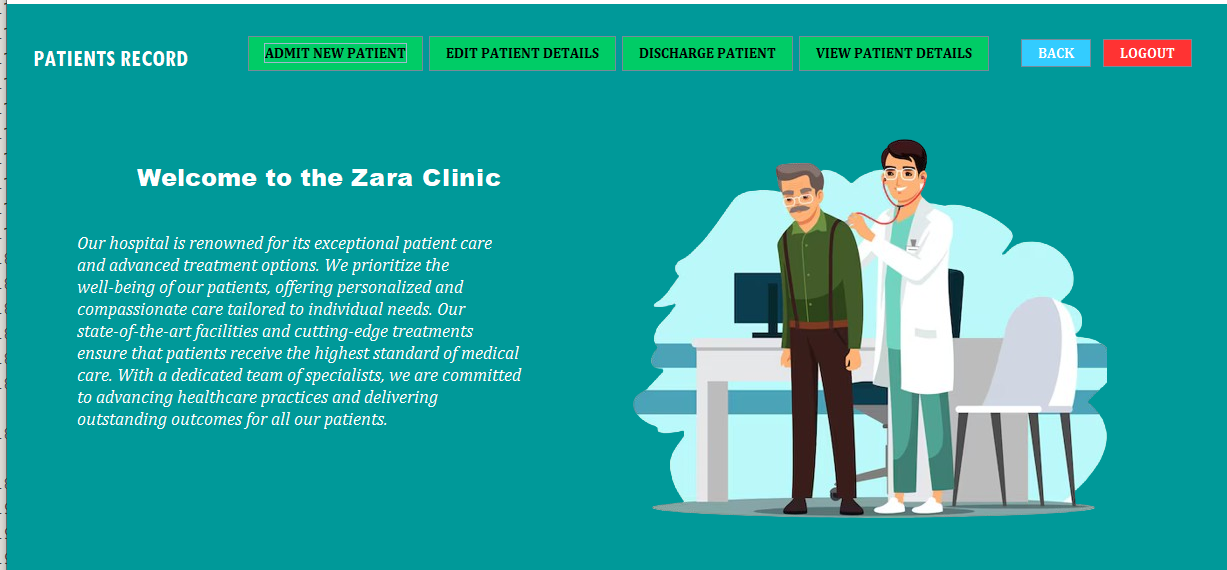 PATIENTS RECORD
ADMIT NEW PATIENT
EDIT PATIENT DETAILS
DISCHARGE PATIENT
VIEW PATIENT DETAILS
BACK
LOGOUT
Welcome to the Zara Clinic
Our hospital is renowned for its exceptional patient care
and advanced treatment options. We prioritize the
well-being of our patients, offering personalized and
compassionate care tailored to individual needs. Our
state-of-the-art facilities and cutting-edge treatments
ensure that patients receive the highest standard of medical
care. With a dedicated team of specialists, we are committed
to advancing healthcare practices and delivering
outstanding outcomes for all our patients.